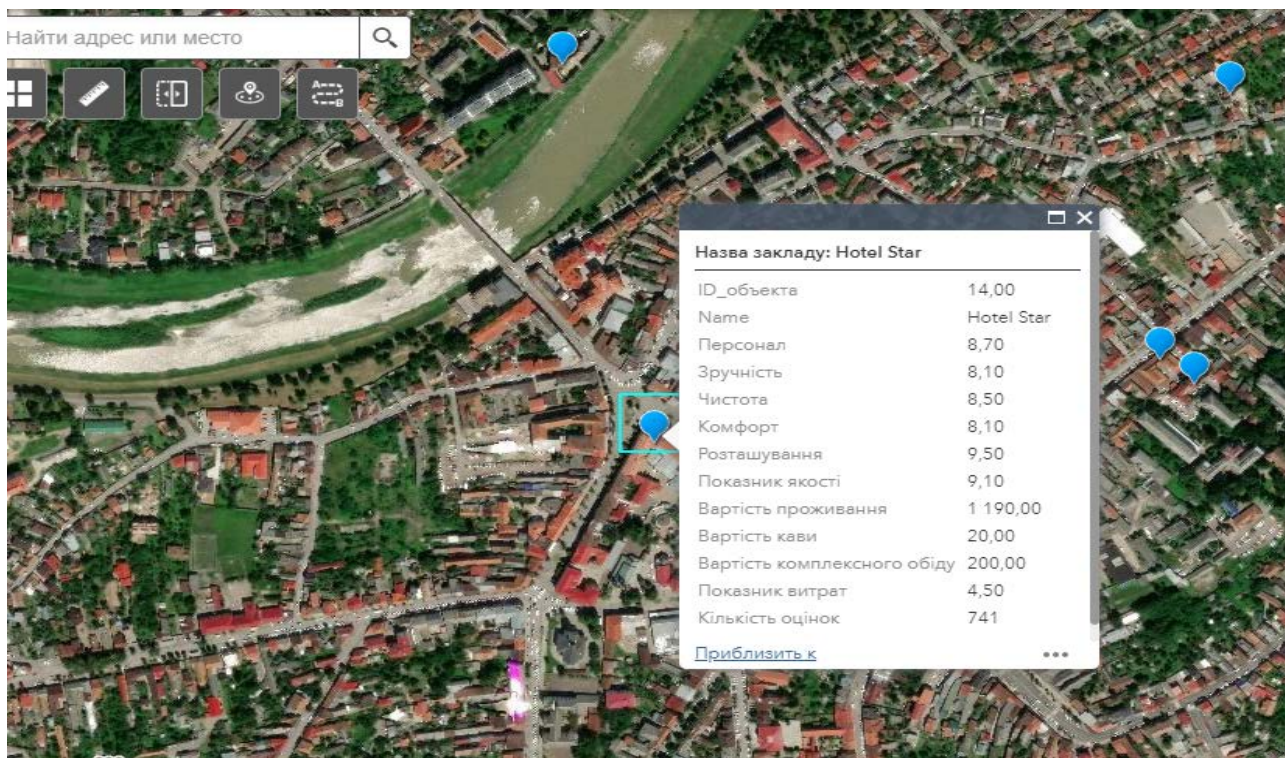 Найти адрес или место
A
B
Назва закладу: Hotel Star
ID_объекта 14,00
Name Hotel Star
Персонал 8,70
Зручність 8,10
Чистота 8,50
Комфорт 8,10
Розташування 9,50
Показник якості 9,10
Вартість проживання 1 190,00
Вартість кави 20,00
Вартість комплексного обіду 200,00
Показник витрат 4,50
Кількість оцінок 741
Приблизить к